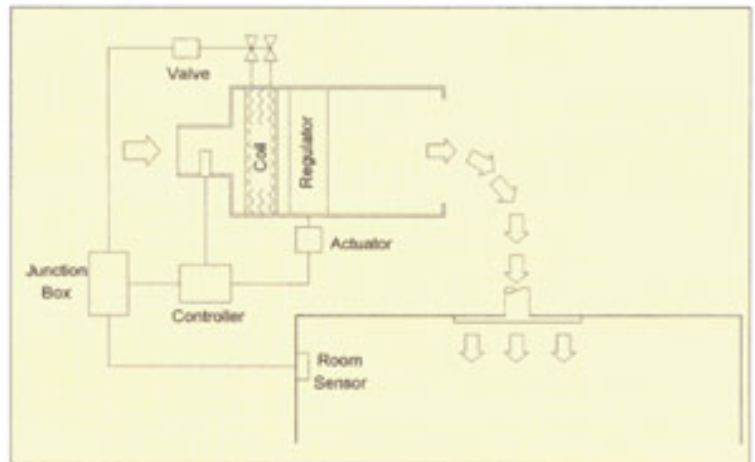 Valve
Coil
Regulator
Actuator
Junction
Box
Controller
Room
Sensor